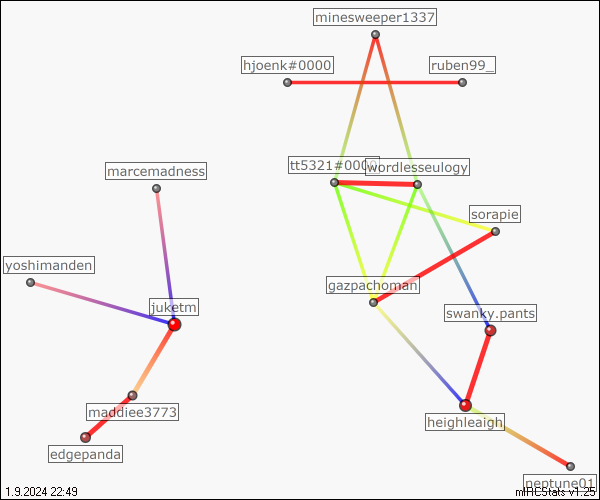 minesweeper1337
hjoenk#0000
ruben99_
tt5321#0000
wordlesseulogy
marcemadness
sorapie
yoshimanden
gazpachoman
juketm
swanky.pants
maddiee3773
heighleaigh
edgepanda
neptune01
1.9.2024 22:49
mIRCStats v1.25